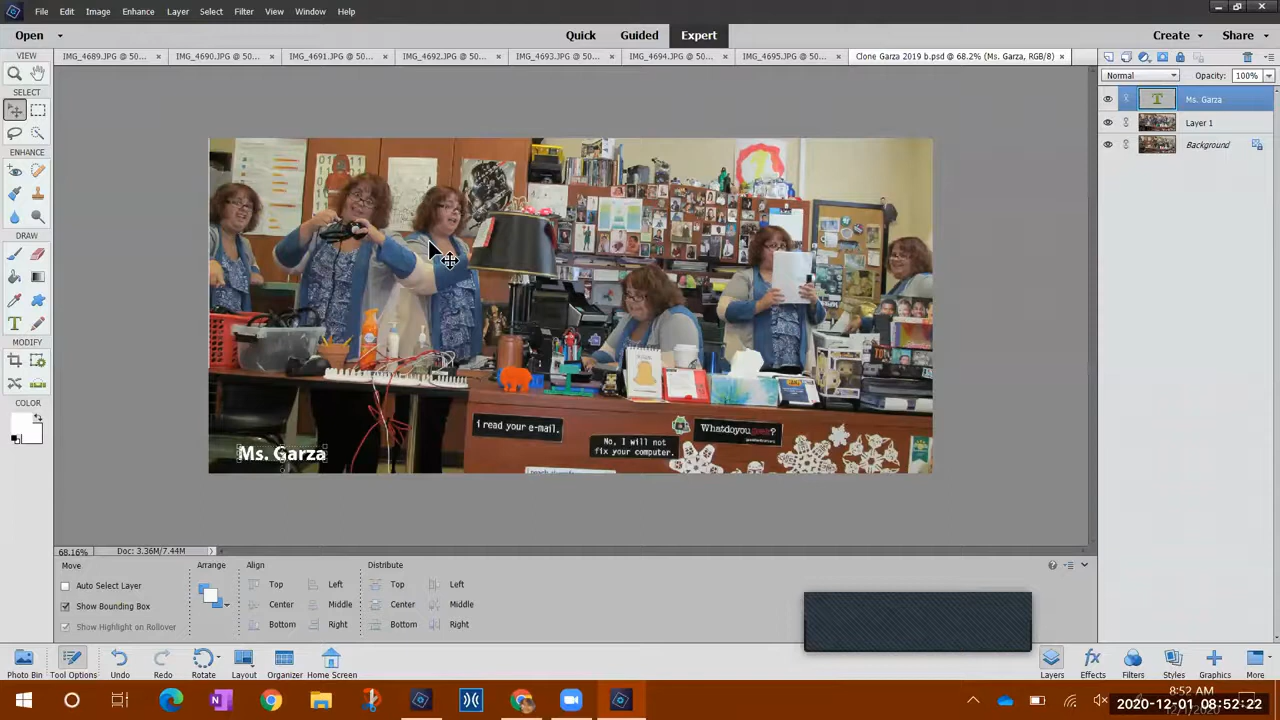 File Edit Image Enhance Layer Select Filter View Window Help
Open Quick Guided Expert Create Share
IMG_4689.JPG @ 50... IMG_4690.JPG @ 50... IMG_4691.JPG @ 50... IMG_4692.JPG @ 50... IMG_4693.JPG @ 50... IMG_4694.JPG @ 50... IMG_4695.JPG @ 50... Clone Garza 2019 b.psd @ 68.2% (Ms. Garza, RGB/8)
VIEW
SELECT
ENHANCE
DRAW
MODIFY
COLOR
Normal Opacity: 100%
Ms. Garza
Layer 1
Background
1
i read your e-mail.
No, I will not
fix your computer.
Whatdoyougeek?
Ms. Garza
68.16% Doc: 3.36M/7.44M
Move Arrange Align Distribute
Auto Select Layer Top Left Top Left
Show Bounding Box Center Middle Center Middle
Show Highlight on Rollover Bottom Right Bottom Right
Photo Bin Tool Options Undo Redo Rotate Layout Organizer Home Screen Layers Effects Filters Styles Graphics More
8:52 AM
2020-12-01 08:52:22